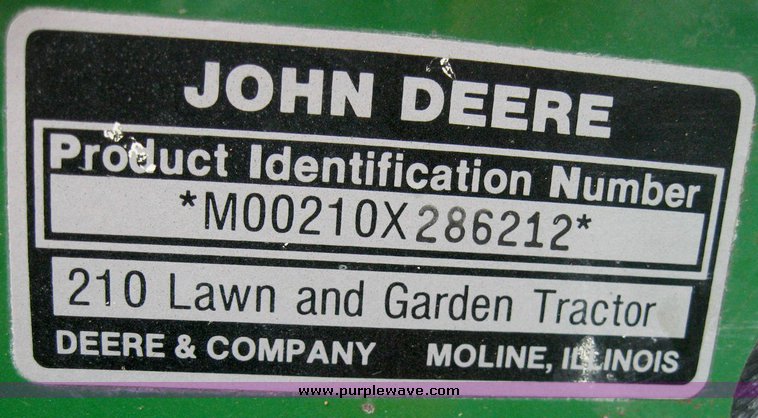 JOHN DEERE
Product Identification Number
*M00210X286212*
210 Lawn and Garden Tractor
DEERE & COMPANY MOLINE, ILLINOIS
www.purplewave.com